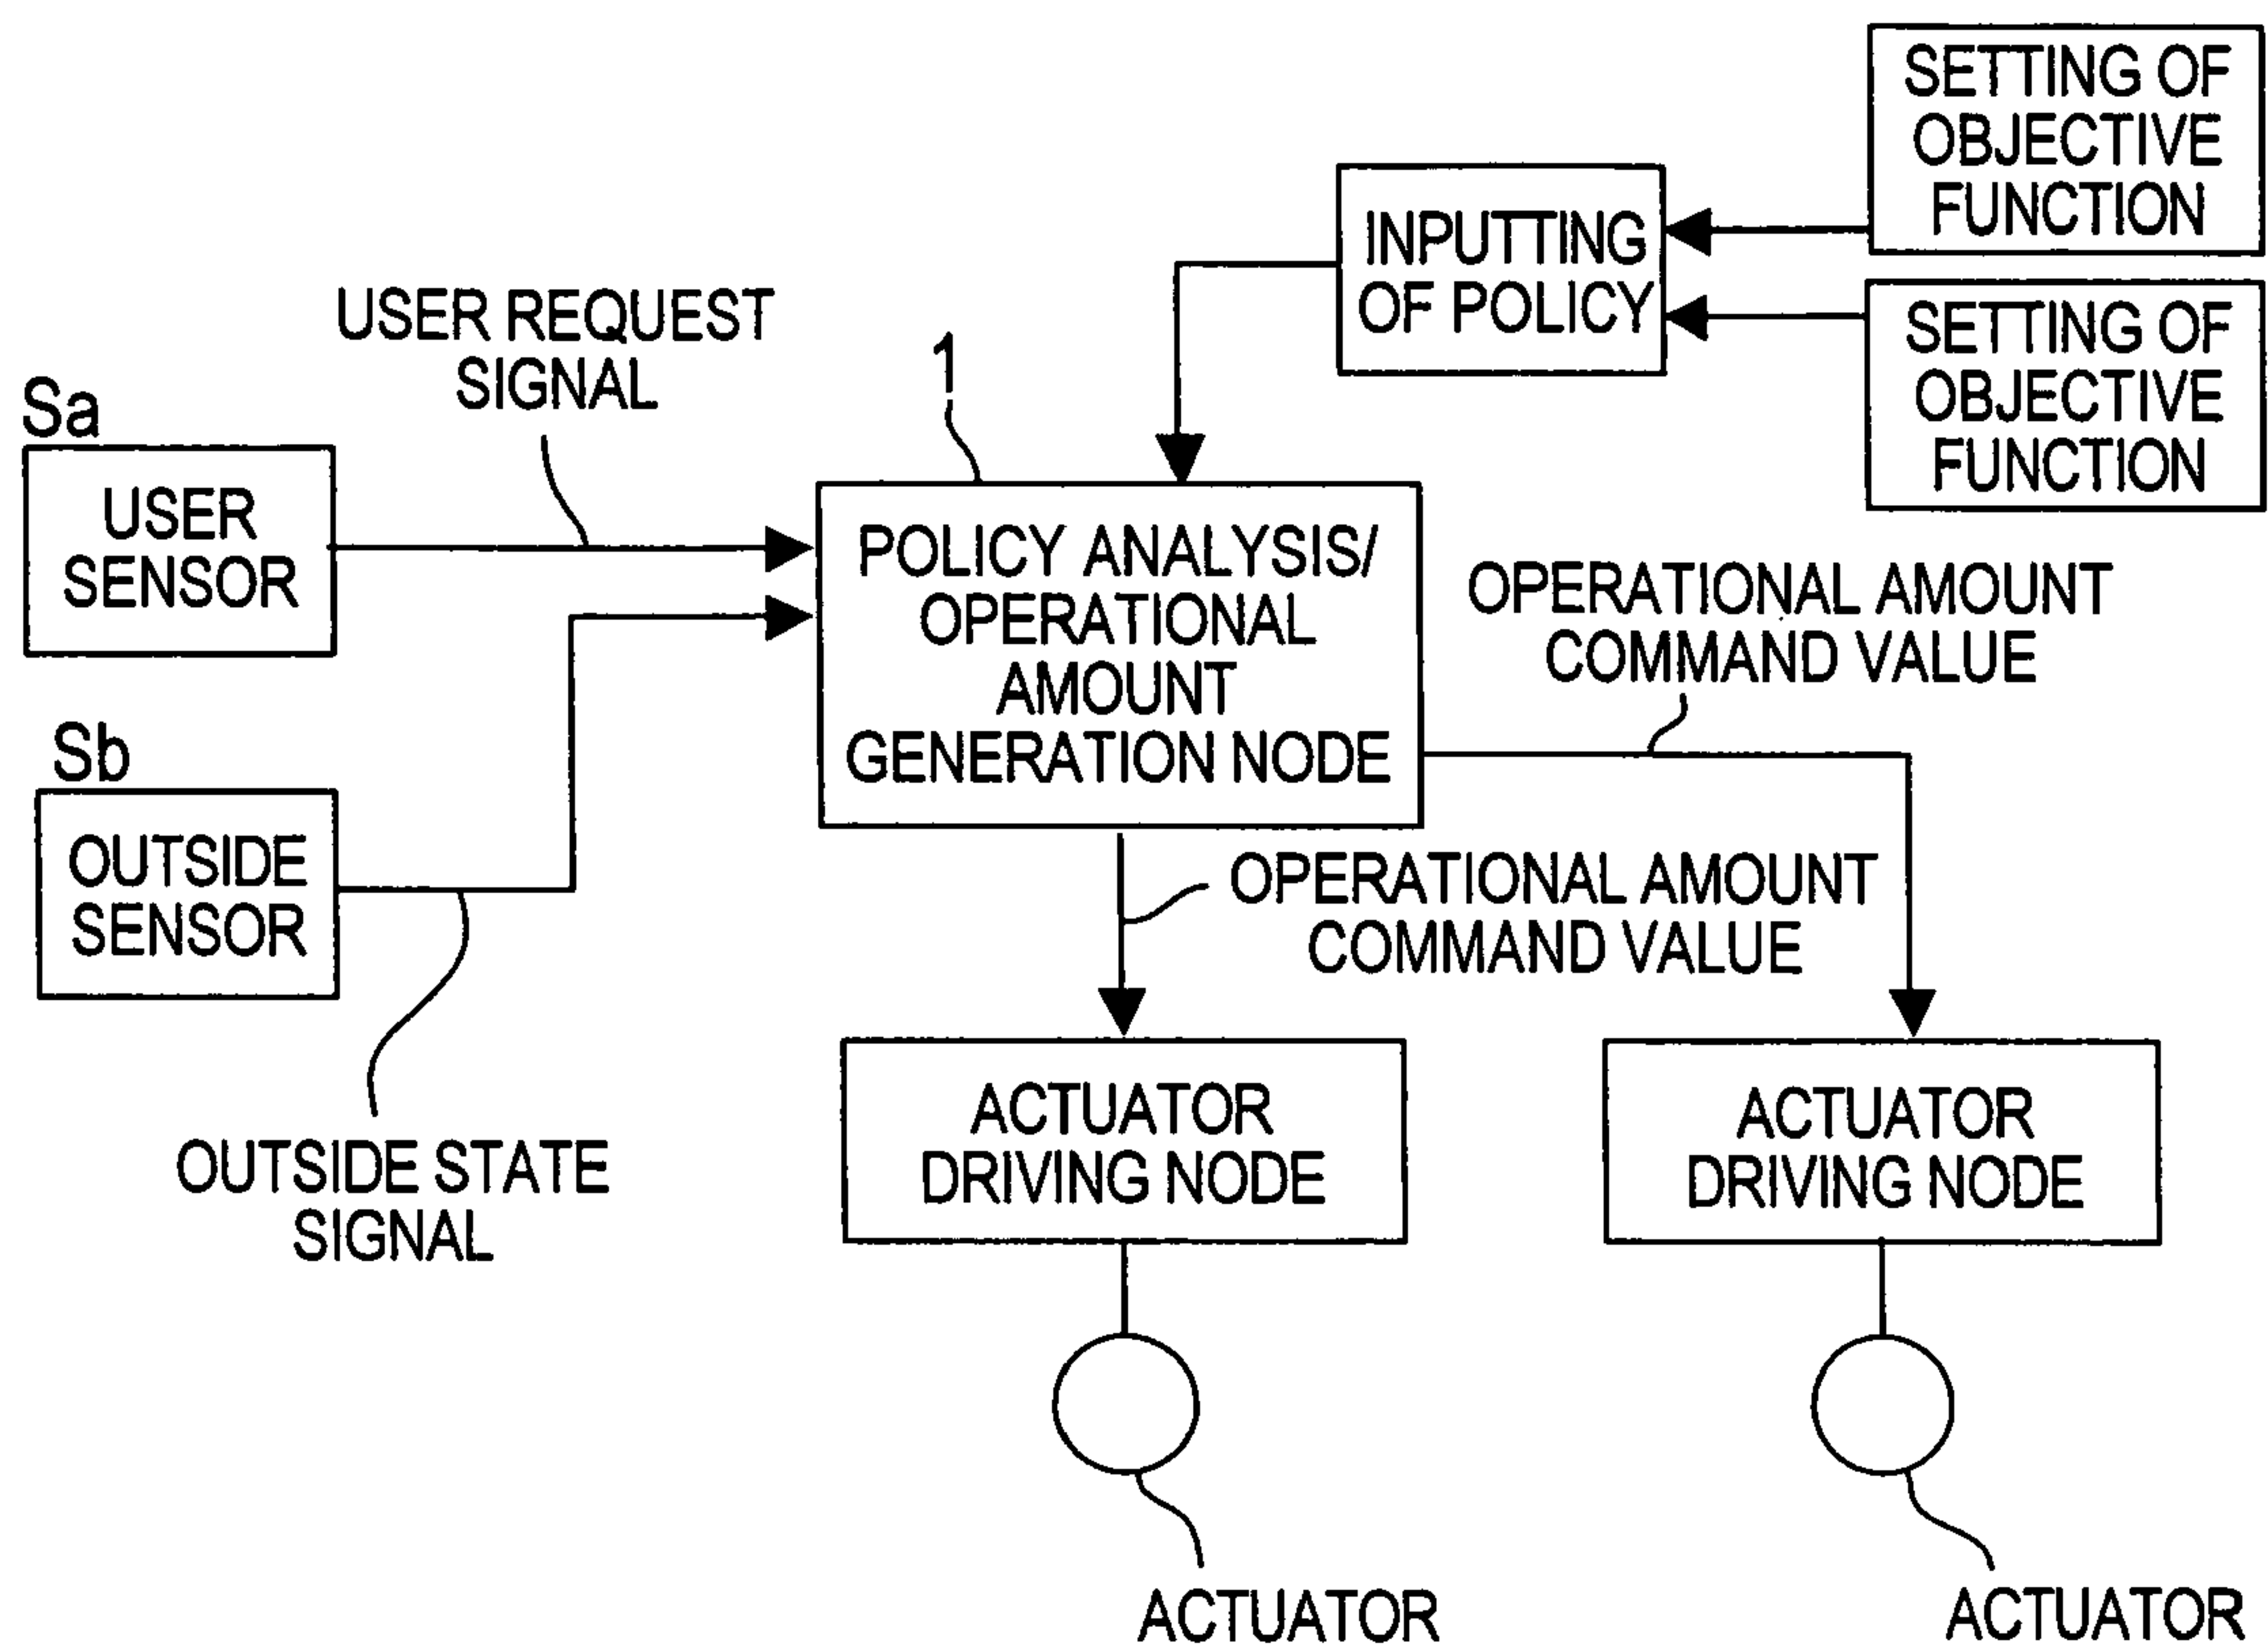 SETTING OF
OBJECTIVE
FUNCTION
INPUTTING
OF POLICY
SETTING OF
OBJECTIVE
FUNCTION
USER REQUEST
SIGNAL
1
Sa
USER
SENSOR
POLICY ANALYSIS/
OPERATIONAL
AMOUNT
GENERATION NODE
OPERATIONAL AMOUNT
COMMAND VALUE
Sb
OUTSIDE
SENSOR
OPERATIONAL AMOUNT
COMMAND VALUE
OUTSIDE STATE
SIGNAL
ACTUATOR
DRIVING NODE
ACTUATOR
DRIVING NODE
ACTUATOR
ACTUATOR